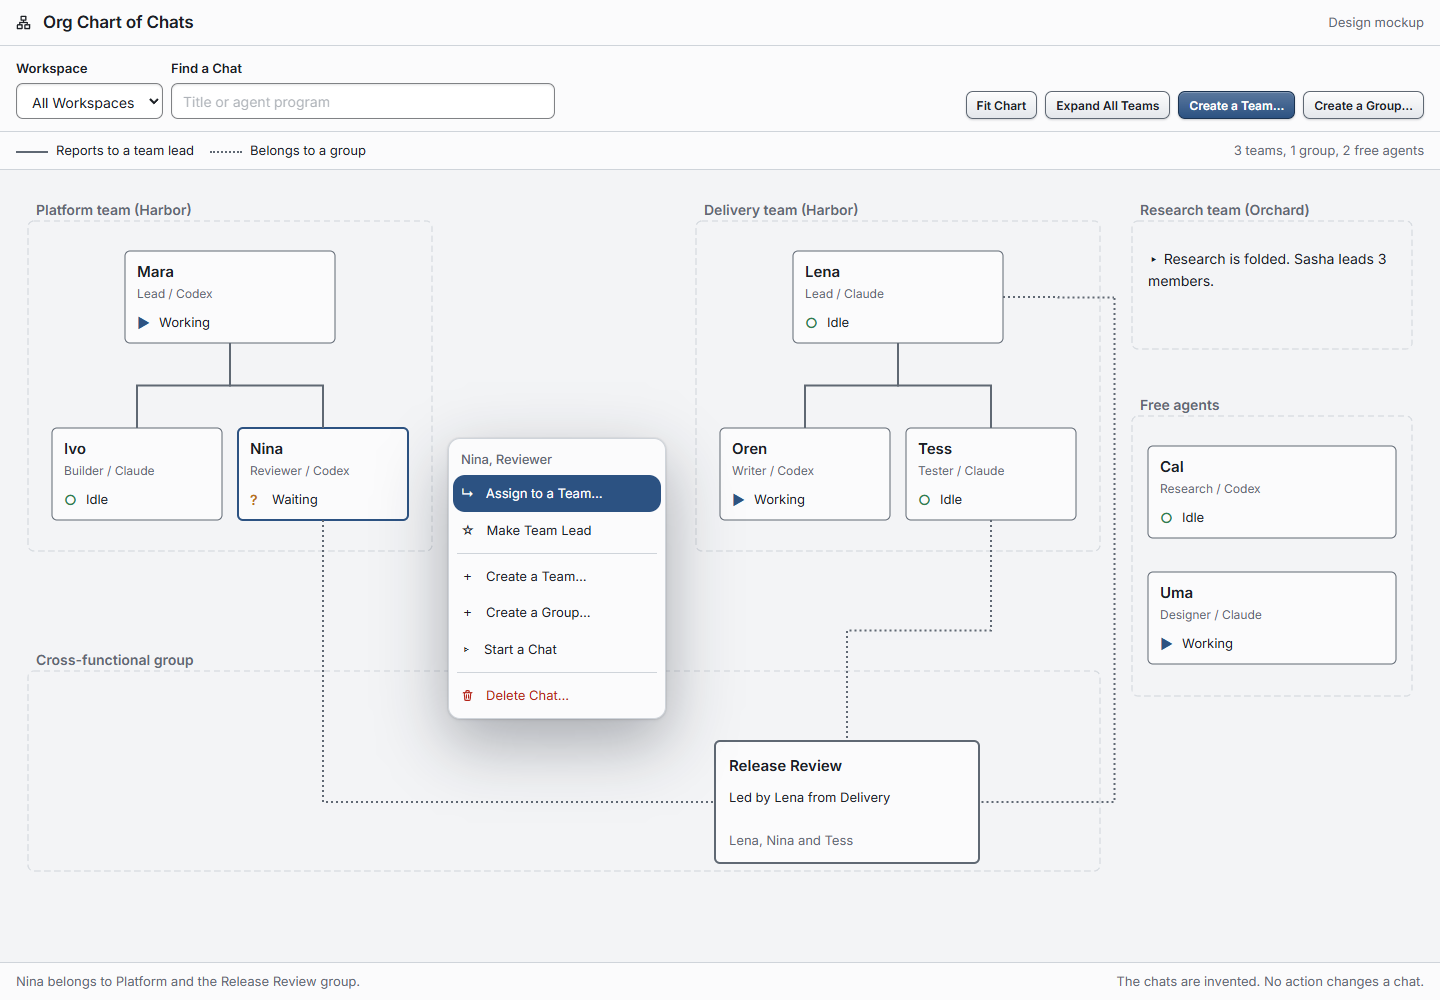 Org Chart of Chats
Design mockup
Workspace
Find a Chat
All Workspaces
Title or agent program
Fit Chart
Expand All Teams
Create a Team...
Create a Group...
Reports to a team lead
Belongs to a group
3 teams, 1 group, 2 free agents
Platform team (Harbor)
Mara
Lead / Codex
Working
Ivo
Builder / Claude
Idle
Nina
Reviewer / Codex
? Waiting
Nina, Reviewer
Assign to a Team...
Make Team Lead
+ Create a Team...
+ Create a Group...
Start a Chat
Delete Chat...
Delivery team (Harbor)
Lena
Lead / Claude
Idle
Oren
Writer / Codex
Working
Tess
Tester / Claude
Idle
Research team (Orchard)
Research is folded. Sasha leads 3
members.
Free agents
Cal
Research / Codex
Idle
Uma
Designer / Claude
Working
Cross-functional group
Release Review
Led by Lena from Delivery
Lena, Nina and Tess
Nina belongs to Platform and the Release Review group.
The chats are invented. No action changes a chat.